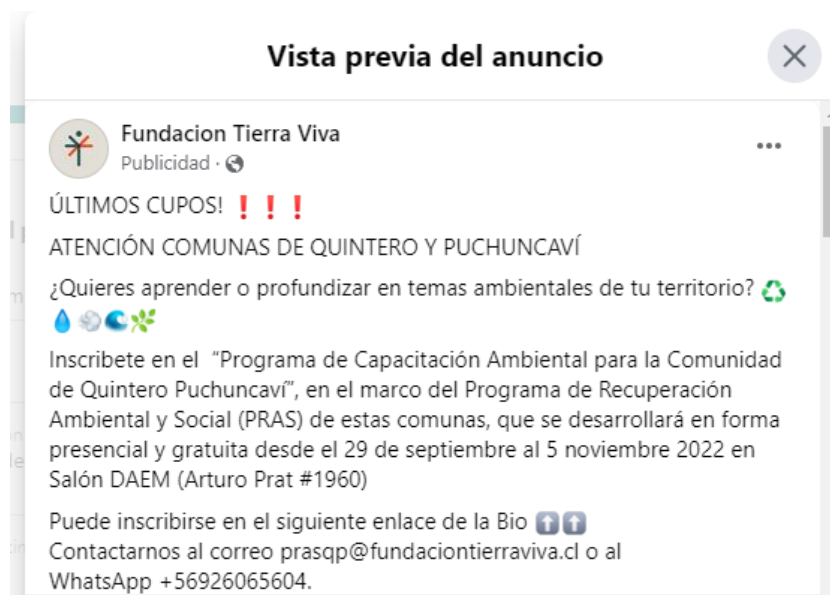 Vista previa del anuncio
Fundacion Tierra Viva
Publicidad ·
ÚLTIMOS CUPOS! ❗❗❗
ATENCIÓN COMUNAS DE QUINTERO Y PUCHUNCAVÍ
¿Quieres aprender o profundizar en temas ambientales de tu territorio? ♻️
💧💨🌊🌿
Inscribete en el “Programa de Capacitación Ambiental para la Comunidad
de Quintero Puchuncaví”, en el marco del Programa de Recuperación
Ambiental y Social (PRAS) de estas comunas, que se desarrollará en forma
presencial y gratuita desde el 29 de septiembre al 5 noviembre 2022 en
Salón DAEM (Arturo Prat #1960)
Puede inscribirse en el siguiente enlace de la Bio ⬆️⬆️
Contactarnos al correo prasqp@fundaciontierraviva.cl o al
WhatsApp +56926065604.